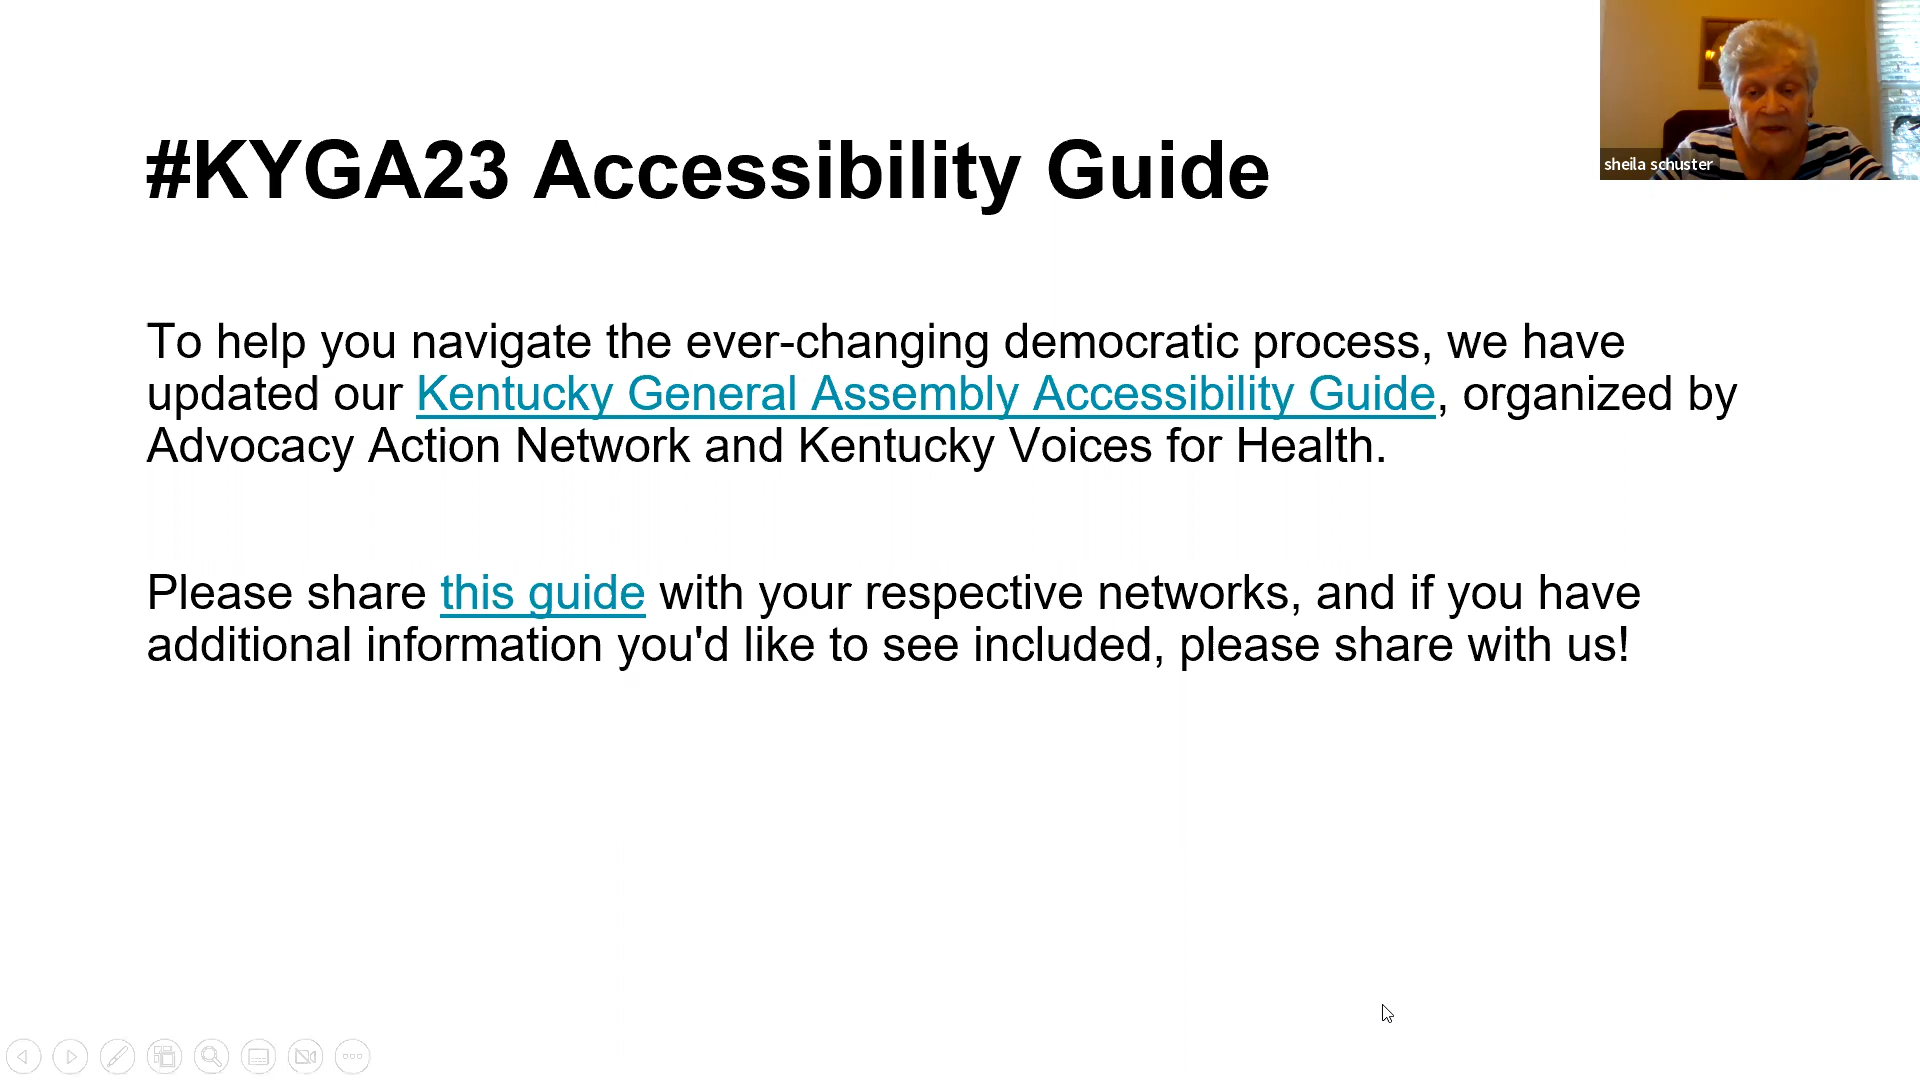 #KYGA23 Accessibility Guide
sheila schuster
To help you navigate the ever-changing democratic process, we have
updated our Kentucky General Assembly Accessibility Guide, organized by
Advocacy Action Network and Kentucky Voices for Health.
Please share this guide with your respective networks, and if you have
additional information you'd like to see included, please share with us!